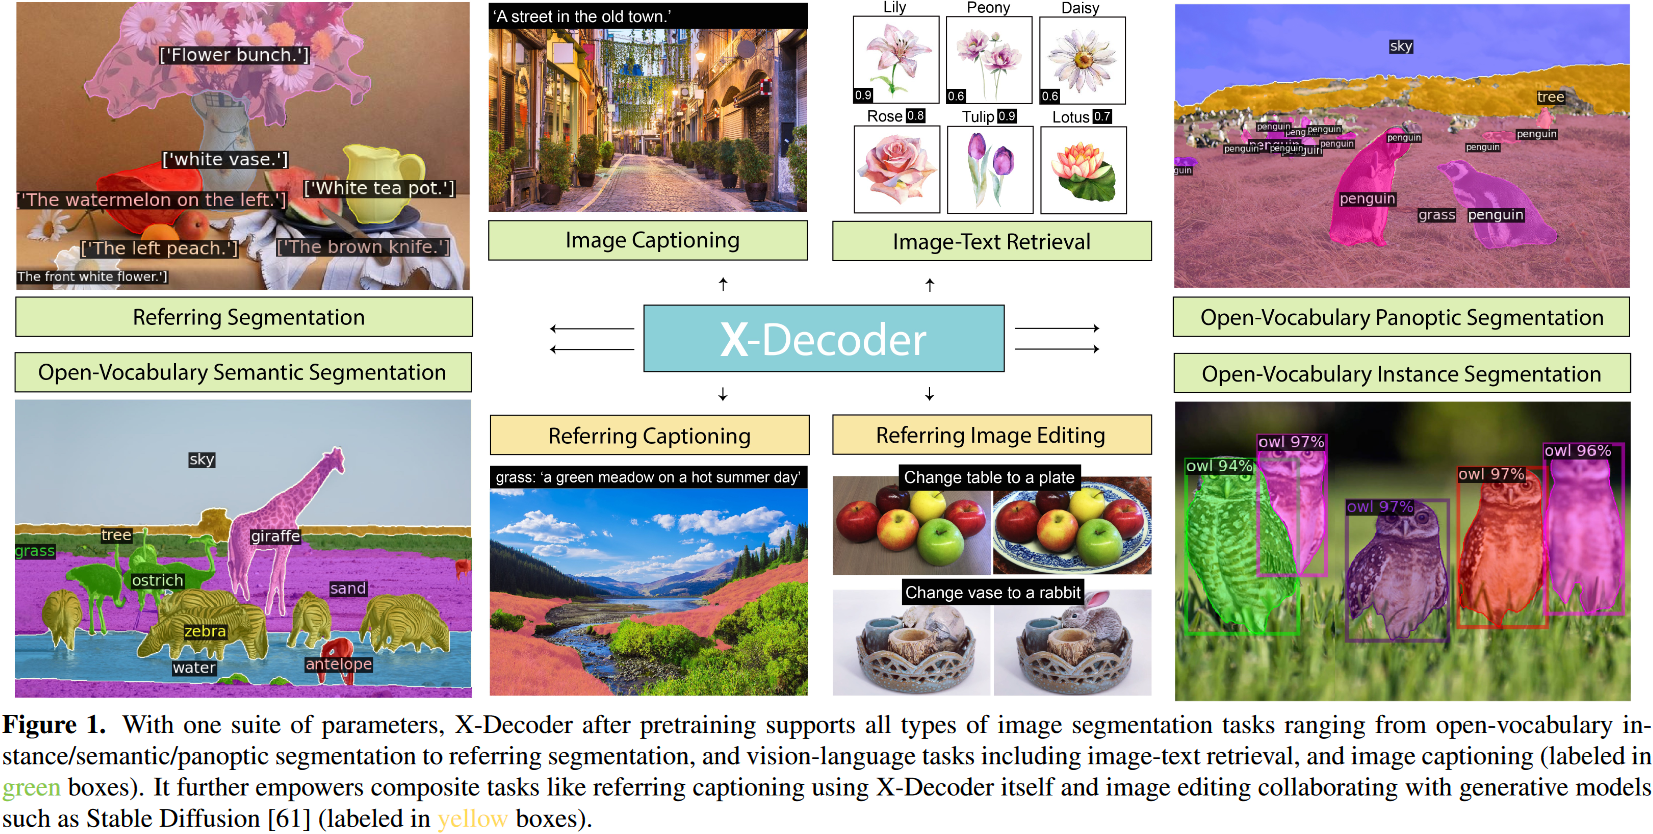 ['Flower bunch.']
['white vase.']
['White tea pot.']
['The watermelon on the left.']
['The left peach.']
['The brown knife.']
The front white flower.']
Referring Segmentation
'A street in the old town.'
Image Captioning
Lily Peony Daisy
0.9 0.6 0.6
Rose 0.8 Tulip 0.9 Lotus 0.7
Image-Text Retrieval
sky
tree
penguin
penguin
penguin
penguin
penguin
penguin
penguin
penguin
penguin
guin
penguin
grass penguin
Open-Vocabulary Panoptic Segmentation
X-Decoder
Open-Vocabulary Semantic Segmentation
sky
tree
giraffe
grass
ostrich
sand
zebra
water
antelope
Referring Captioning
grass: 'a green meadow on a hot summer day'
Referring Image Editing
Change table to a plate
Change vase to a rabbit
Open-Vocabulary Instance Segmentation
owl 97%
owl 94%
owl 97%
owl 97%
owl 96%
Figure 1. With one suite of parameters, X-Decoder after pretraining supports all types of image segmentation tasks ranging from open-vocabulary in-
stance/semantic/panoptic segmentation to referring segmentation, and vision-language tasks including image-text retrieval, and image captioning (labeled in
green boxes). It further empowers composite tasks like referring captioning using X-Decoder itself and image editing collaborating with generative models
such as Stable Diffusion [61] (labeled in yellow boxes).